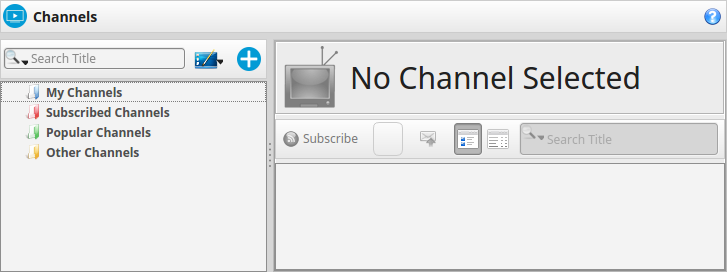 Channels
Search Title
My Channels
Subscribed Channels
Popular Channels
Other Channels
No Channel Selected
Subscribe
Search Title